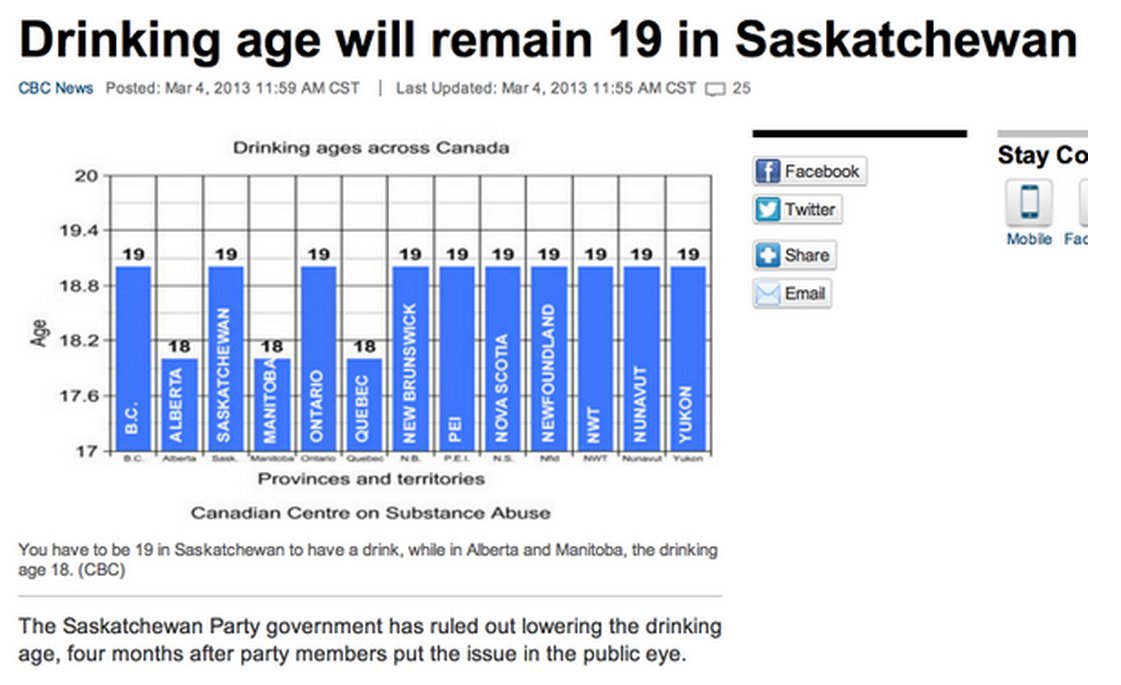 Drinking age will remain 19 in Saskatchewan
CBC News Posted: Mar 4, 2013 11:59 AM CST | Last Updated: Mar 4, 2013 11:55 AM CST 25
Drinking ages across Canada
20
19.4
18.8
18.2
17.6
17
Age
19 18 19 18 19 18 19 19 19 19 19 19 19
B.C.
ALBERTA
SASKATCHEWAN
MANITOBA
ONTARIO
QUEBEC
NEW BRUNSWICK
PEI
NOVA SCOTIA
NEWFOUNDLAND
NWT
NUNAVUT
YUKON
B.C. Alberta Sask. Manitoba Ontario Quebec N.B. P.E.I. N.S. Nfld NWT Nunavut Yukon
Provinces and territories
Canadian Centre on Substance Abuse
You have to be 19 in Saskatchewan to have a drink, while in Alberta and Manitoba, the drinking
age 18. (CBC)
The Saskatchewan Party government has ruled out lowering the drinking
age, four months after party members put the issue in the public eye.
Facebook
Twitter
Share
Email
Stay Co
Mobile Fac